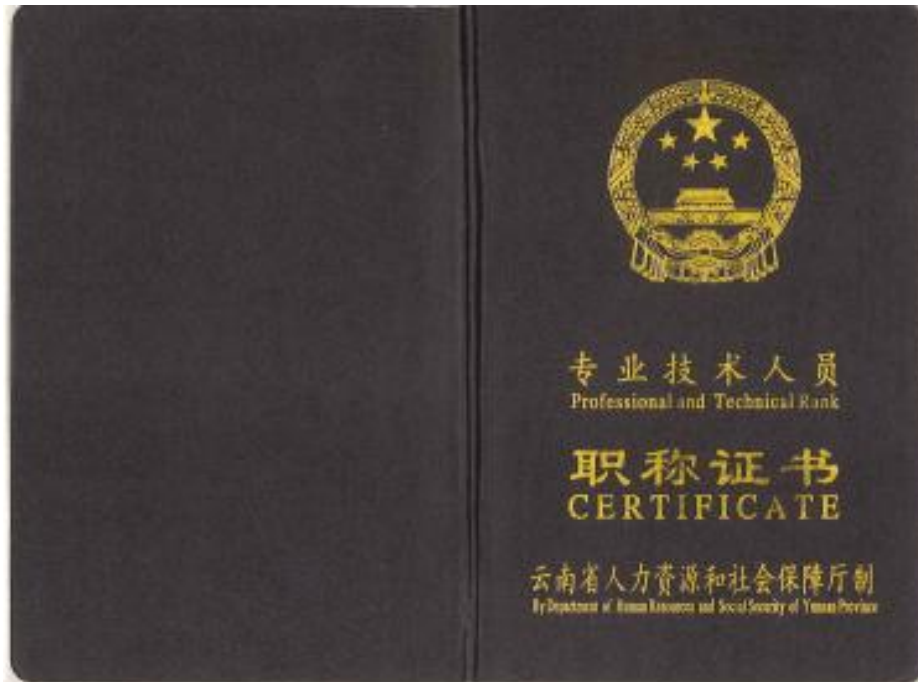 专业技术人员
Professional and Technical Rank
职称证书
CERTIFICATE
云南省人力资源和社会保障厅制
By Department of Human Resources and Social Security of Yunnan Province